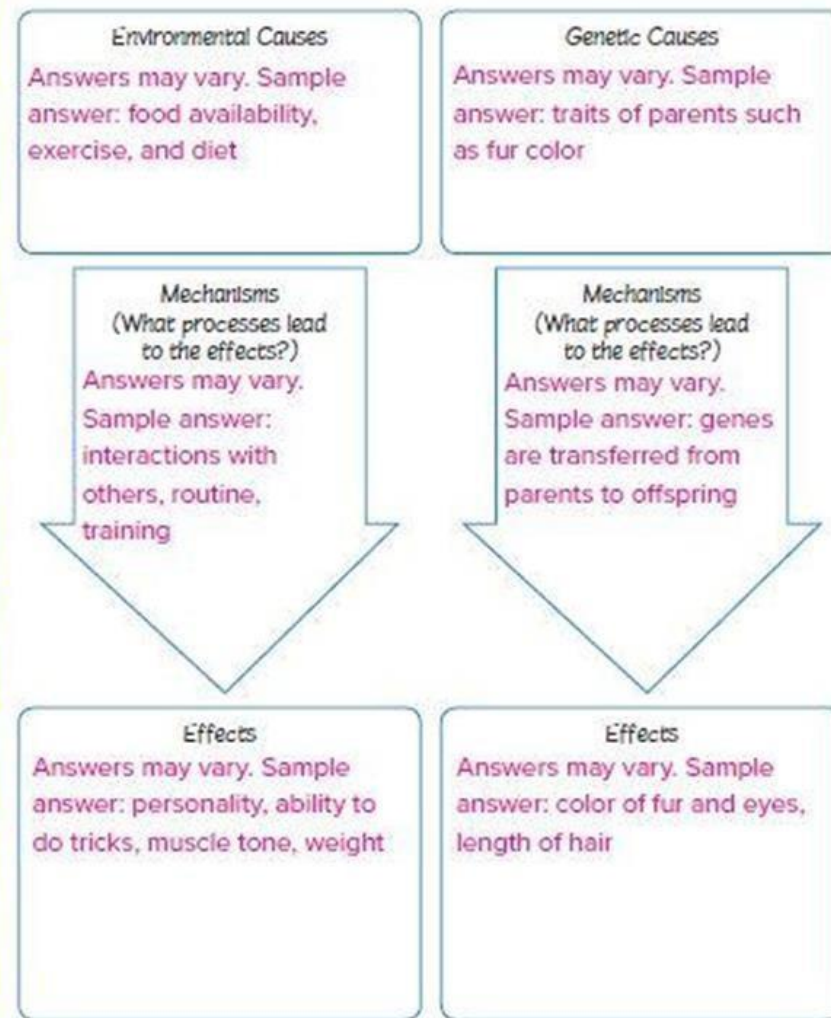 Environmental Causes
Answers may vary. Sample
answer: food availability,
exercise, and diet
Genetic Causes
Answers may vary. Sample
answer: traits of parents such
as fur color
Mechanisms
(What processes lead
to the effects?)
Answers may vary.
Sample answer:
interactions with
others, routine,
training
Mechanisms
(What processes lead
to the effects?)
Answers may vary.
Sample answer: genes
are transferred from
parents to offspring
Effects
Answers may vary. Sample
answer: personality, ability to
do tricks, muscle tone, weight
Effects
Answers may vary. Sample
answer: color of fur and eyes,
length of hair